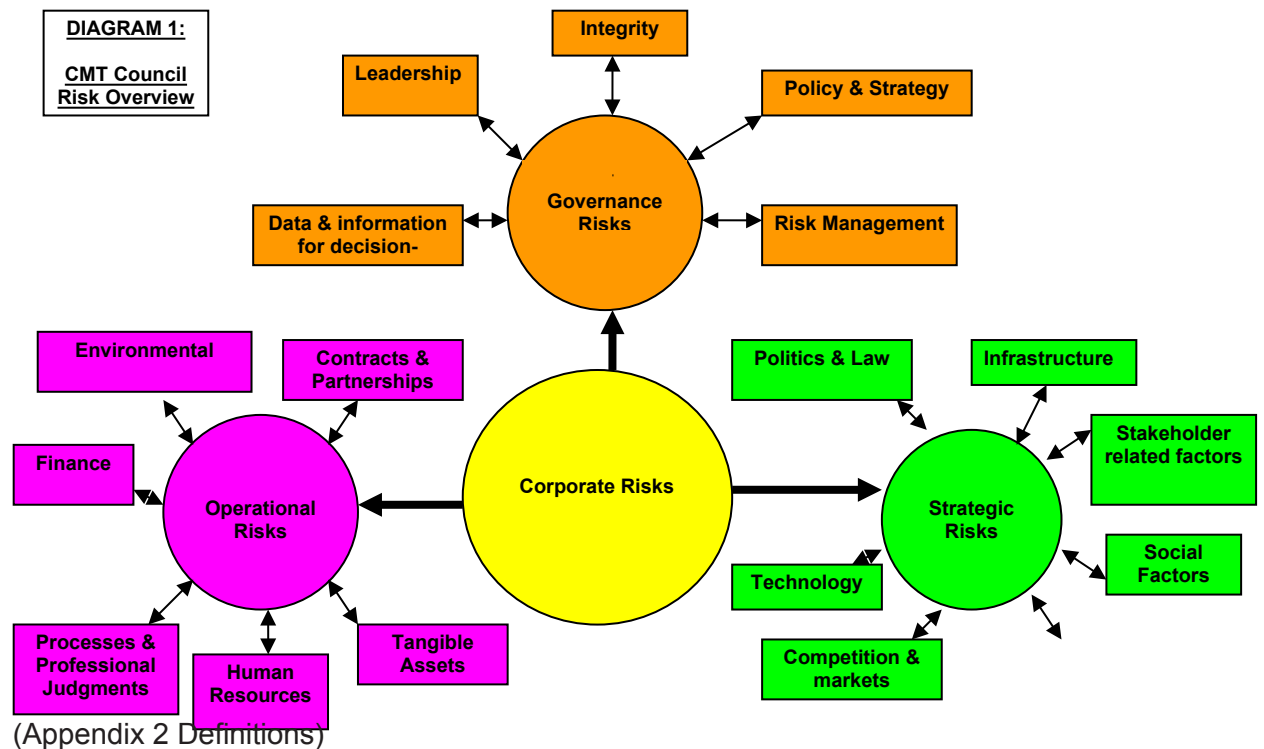 DIAGRAM 1:
CMT Council
Risk Overview
Integrity
Leadership
Policy & Strategy
Governance
Risks
Data & information
for decision-
Risk Management
Environmental
Contracts &
Partnerships
Politics & Law
Infrastructure
Finance
Stakeholder
related factors
Operational
Risks
Corporate Risks
Strategic
Risks
Technology
Social
Factors
Processes &
Professional
Judgments
Human
Resources
Tangible
Assets
Competition &
markets
(Appendix 2 Definitions)